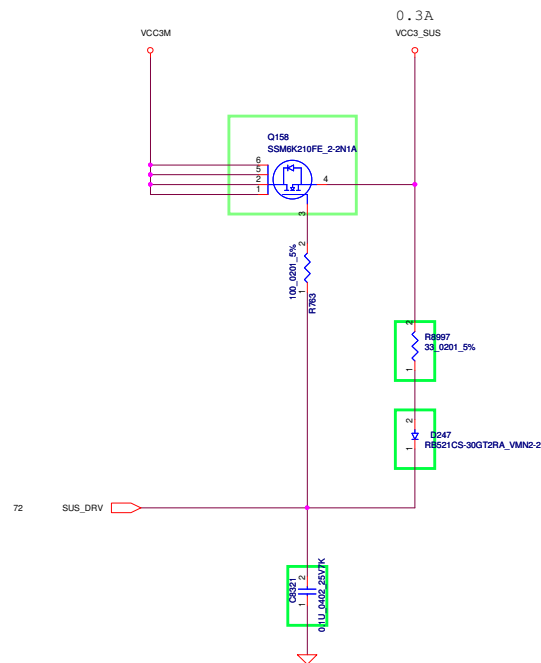 0.3A
VCC3M
VCC3_SUS
Q158
SSM6K210FE_2-2N1A
6
5
2
1
4
3
2
100_0201_5%
1
R763
2
R8997
33_0201_5%
1
2
D247
RB521CS-30GT2RA_VMN2-2
1
72
SUS_DRV
2
C8321
1
0.1U_0402_25V7K